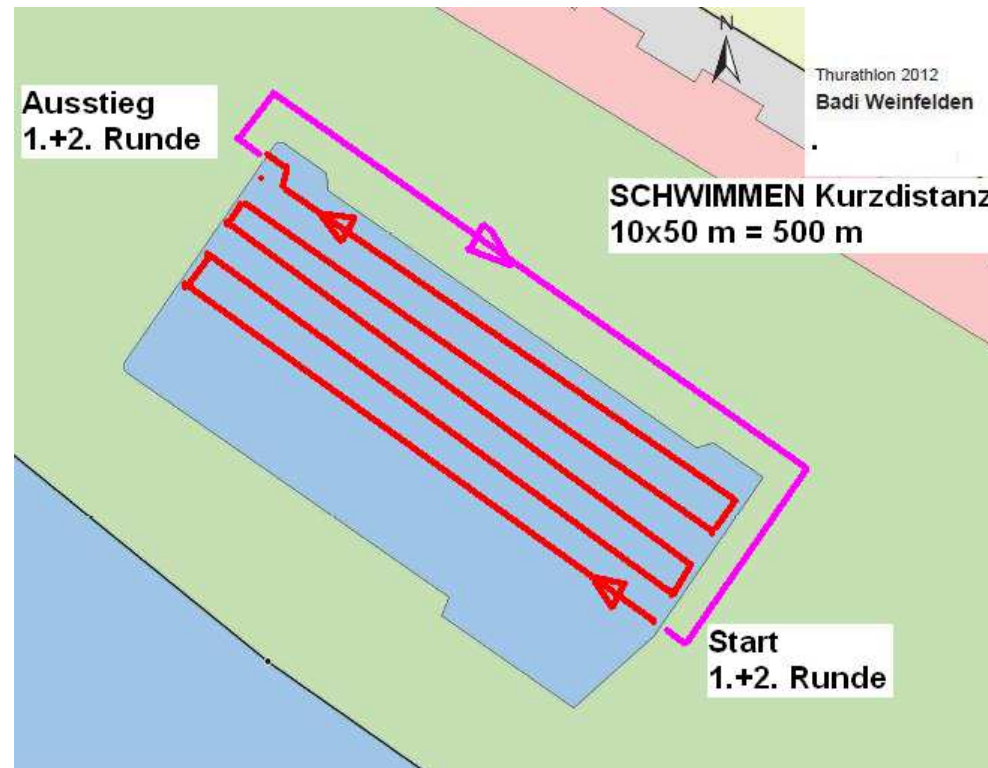 Ausstieg
1.+2. Runde
N
Thurathlon 2012
Badi Weinfelden
.
SCHWIMMEN Kurzdistanz
10x50 m = 500 m
Start
1.+2. Runde